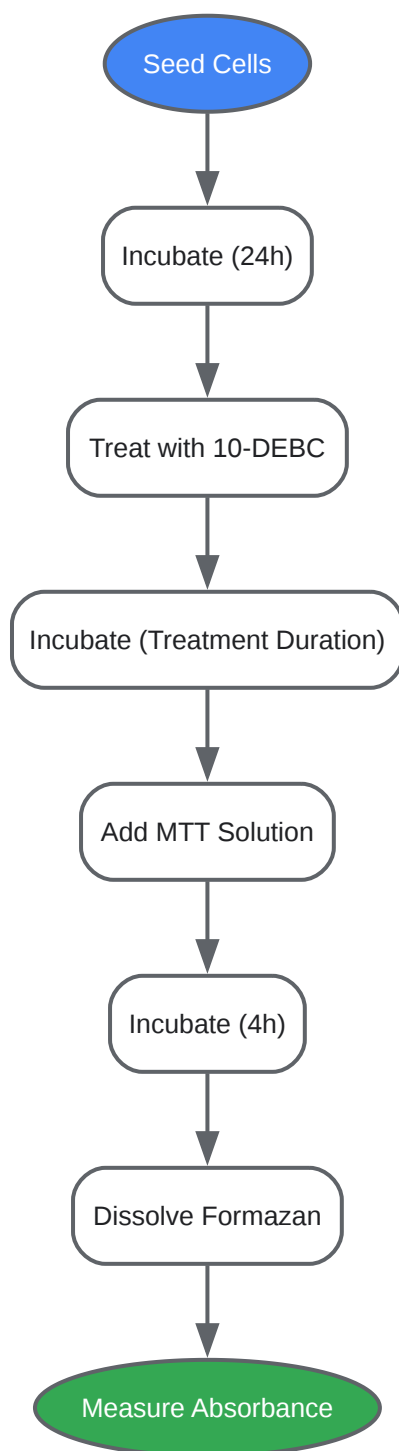 Seed Cells
Incubate (24h)
Treat with 10-DEBC
Incubate (Treatment Duration)
Add MTT Solution
Incubate (4h)
Dissolve Formazan
Measure Absorbance